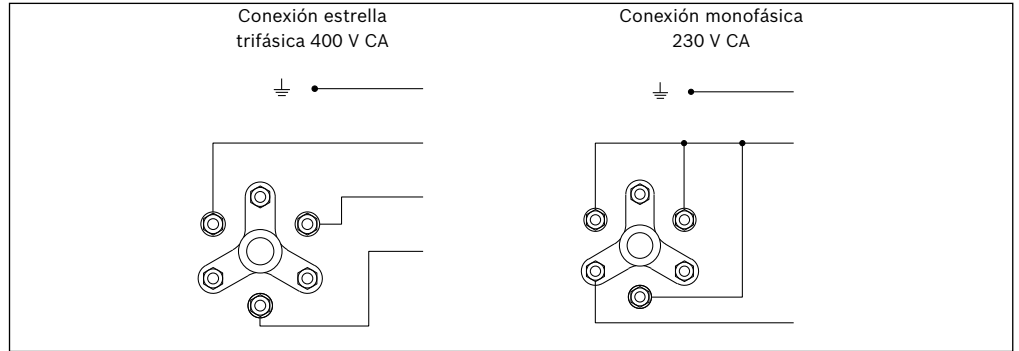 Conexión estrella
trifásica 400 V CA
Conexión monofásica
230 V CA